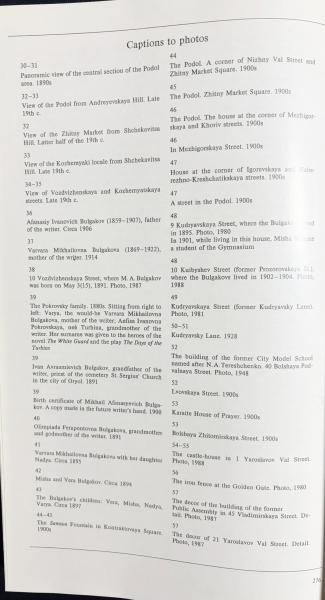 Captions to photos
30–31
Panoramic view of the central section of the Podol
area. 1890s
32–33
View of the Podol from Andreyevskaya Hill. Late
19th c.
32
View of the Zhitny Market from Shchekavitsa
Hill. Latter half of the 19th c.
33
View of the Kozhemyaki locale from Shchekavitsa
Hill. Late 19th c.
34–35
View of Vozdvizhenskaya and Kozhemyatskaya
streets. Late 19th c.
36
Afanasy Ivanovich Bulgakov (1859–1907), father
of the writer. Circa 1906
37
Varvara Mikhailovna Bulgakova (1869–1922),
mother of the writer. 1914
38
10 Vozdvizhenskaya Street, where M. A. Bulgakov
was born on May 3(15), 1891. Photo, 1987
39
The Pokrovsky family. 1880s. Sitting from right to
left: Varya, the would-be Varvara Mikhailovna
Bulgakova, mother of the writer; Anfisa Ivanovna
Pokrovskaya, neé Turbina, grandmother of the
writer. Her surname was given to the heroes of the
novel The White Guard and the play The Days of the
Turbins
39
Ivan Avraamievich Bulgakov, grandfather of the
writer, priest of the cemetery St. Sergius' Church
in the city of Oryol. 1891
39
Birth certificate of Mikhail Afanasyevich Bulga-
kov. A copy made in the future writer's hand. 1900
40
Olimpiada Ferapontovna Bulgakova, grandmother
and godmother of the writer. 1891
41
Varvara Mikhailovna Bulgakova with her daughter
Nadya. Circa 1895
42
Misha and Vera Bulgakov. Circa 1894
43
The Bulgakov's children: Vera, Misha, Nadya,
Varya. Circa 1897
44–45
The Samson Fountain in Kontraktovaya Square.
1900s
44
The Podol. A corner of Nizhny Val Street and
Zhitny Market Square. 1900s
45
The Podol. Zhitny Market Square. 1900s
46
The Podol. The house at the corner of Mezhigor-
skaya and Khoriv streets. 1900s
46
In Mezhigorskaya Street. 1900s
47
House at the corner of Igorevskaya and
rezhno-Kreshchatikskaya streets. 1900s
47
A street in the Podol. 1900s
48
9 Kudryavskaya Street, where the Bulgakovs lived
in 1895. Photo, 1980
In 1901, while living in this house, Misha became
a student of the Gymnasium
48
10 Kuibyshev Street (former Penzorovskaya St.),
where the Bulgakov lived in 1902–1904. Photo,
1988
49
Kudryavskaya Street (former Kudryavsky Lane).
Photo, 1981
50–51
Kudryavsky Lane. 1928
52
The building of the former City Model School
named after N. A. Tereshchenko. 40 Bolshaya Pod-
valnaya Street. Photo, 1948
52
Lvovskaya Street. 1900s
53
Karaite House of Prayer. 1900s
53
Bolshaya Zhitomirskaya Street. 1900s
54–55
The castle-house in 1 Yaroslavov Val Street.
Photo, 1988
56
The iron fence at the Golden Gate. Photo, 1980
57
The decor of the building of the former
Public Assembly in 45 Vladimirskaya Street. De-
tail. Photo, 1987
57
The decor of 21 Yaroslavov Val Street. Detail.
Photo, 1987